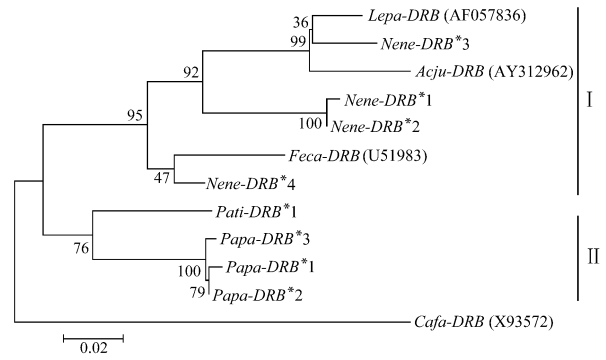 Lepa-DRB (AF057836)
36
Nene-DRB*3
99
Acju-DRB (AY312962)
92
I
Nene-DRB*1
95
100
Nene-DRB*2
Feca-DRB (U51983)
47
Nene-DRB*4
Pati-DRB*1
76
Papa-DRB*3
II
100
Papa-DRB*1
79
Papa-DRB*2
Cafa-DRB (X93572)
0.02